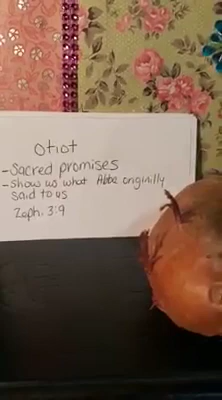 Otiot
- Sacred promises
- Show us what Abba originally
said to us
Zeph. 3:9